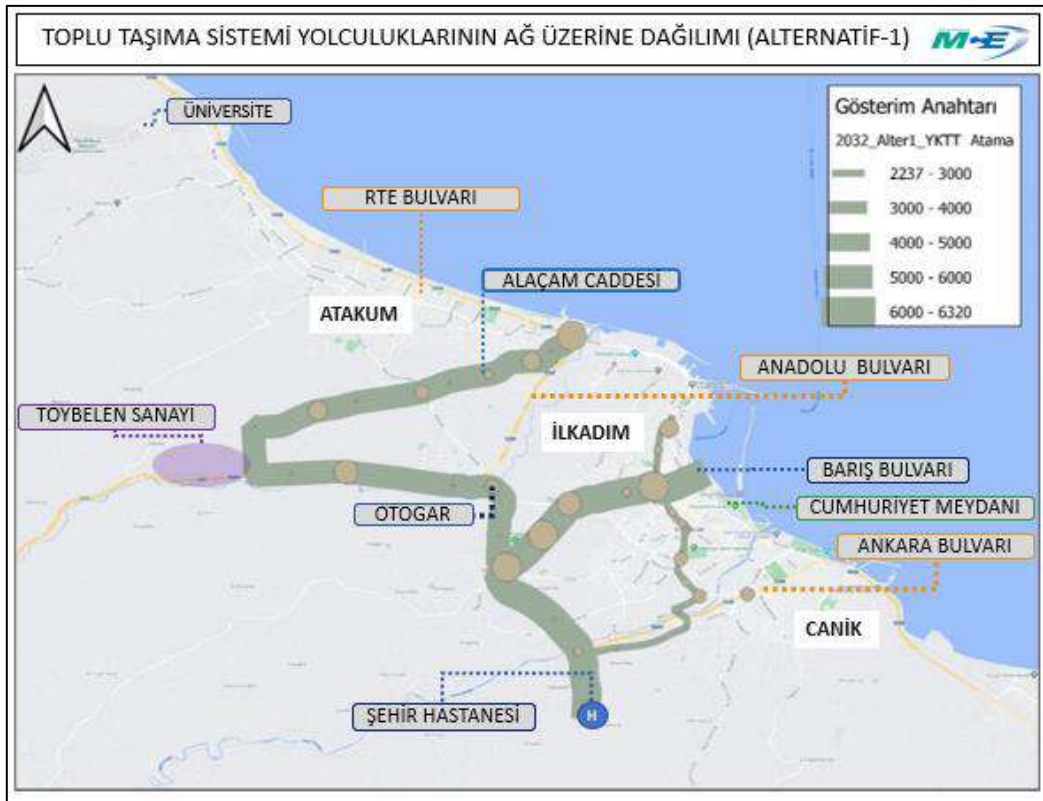 TOPLU TAŞIMA SİSTEMİ YOLCULUKLARININ AĞ ÜZERİNE DAĞILIMI (ALTERNATİF-1)
ÜNİVERSİTE
Gösterim Anahtarı
2032_Alter1_YKTT Atama
2237 - 3000
3000 - 4000
4000 - 5000
5000 - 6000
6000 - 6320
RTE BULVARI
ALAÇAM CADDESİ
ATAKUM
ANADOLU BULVARI
TOYBELEN SANAYİ
İLKADIM
BARIŞ BULVARI
OTOGAR
CUMHURİYET MEYDANI
ANKARA BULVARI
CANİK
ŞEHİR HASTANESİ
H